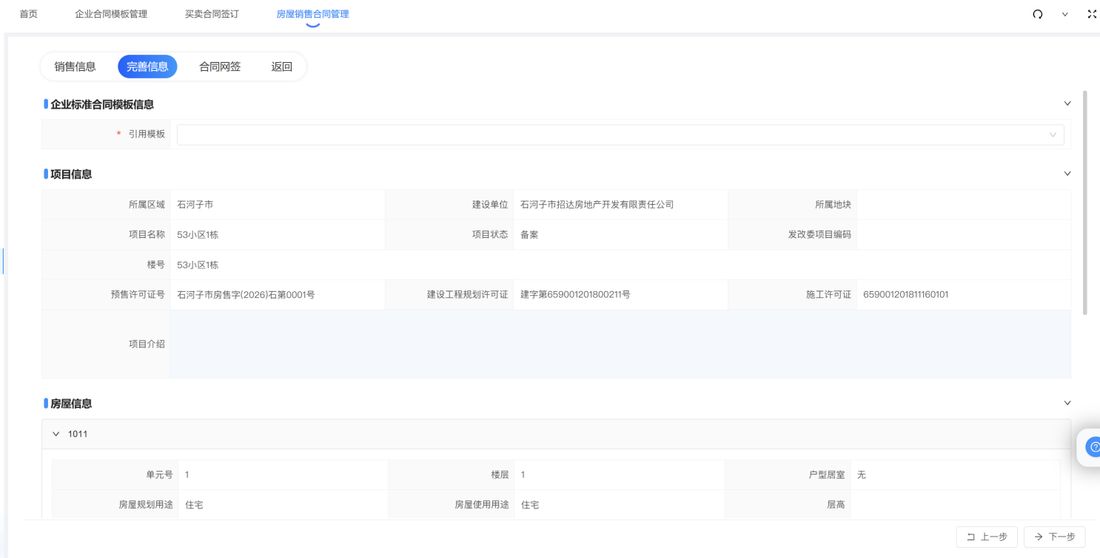 首页 企业合同模板管理 买卖合同签订 房屋销售合同管理
销售信息 完善信息 合同网签 返回
企业标准合同模板信息
* 引用模板
项目信息
所属区域 石河子市 建设单位 石河子市招达房地产开发有限责任公司 所属地块
项目名称 53小区1栋 项目状态 备案 发改委项目编码
楼号 53小区1栋
预售许可证号 石河子市房售字(2026)石第0001号 建设工程规划许可证 建字第659001201800211号 施工许可证 659001201811160101
项目介绍
房屋信息
1011
单元号 1 楼层 1 户型居室 无
房屋规划用途 住宅 房屋使用用途 住宅 层高
上一步 下一步